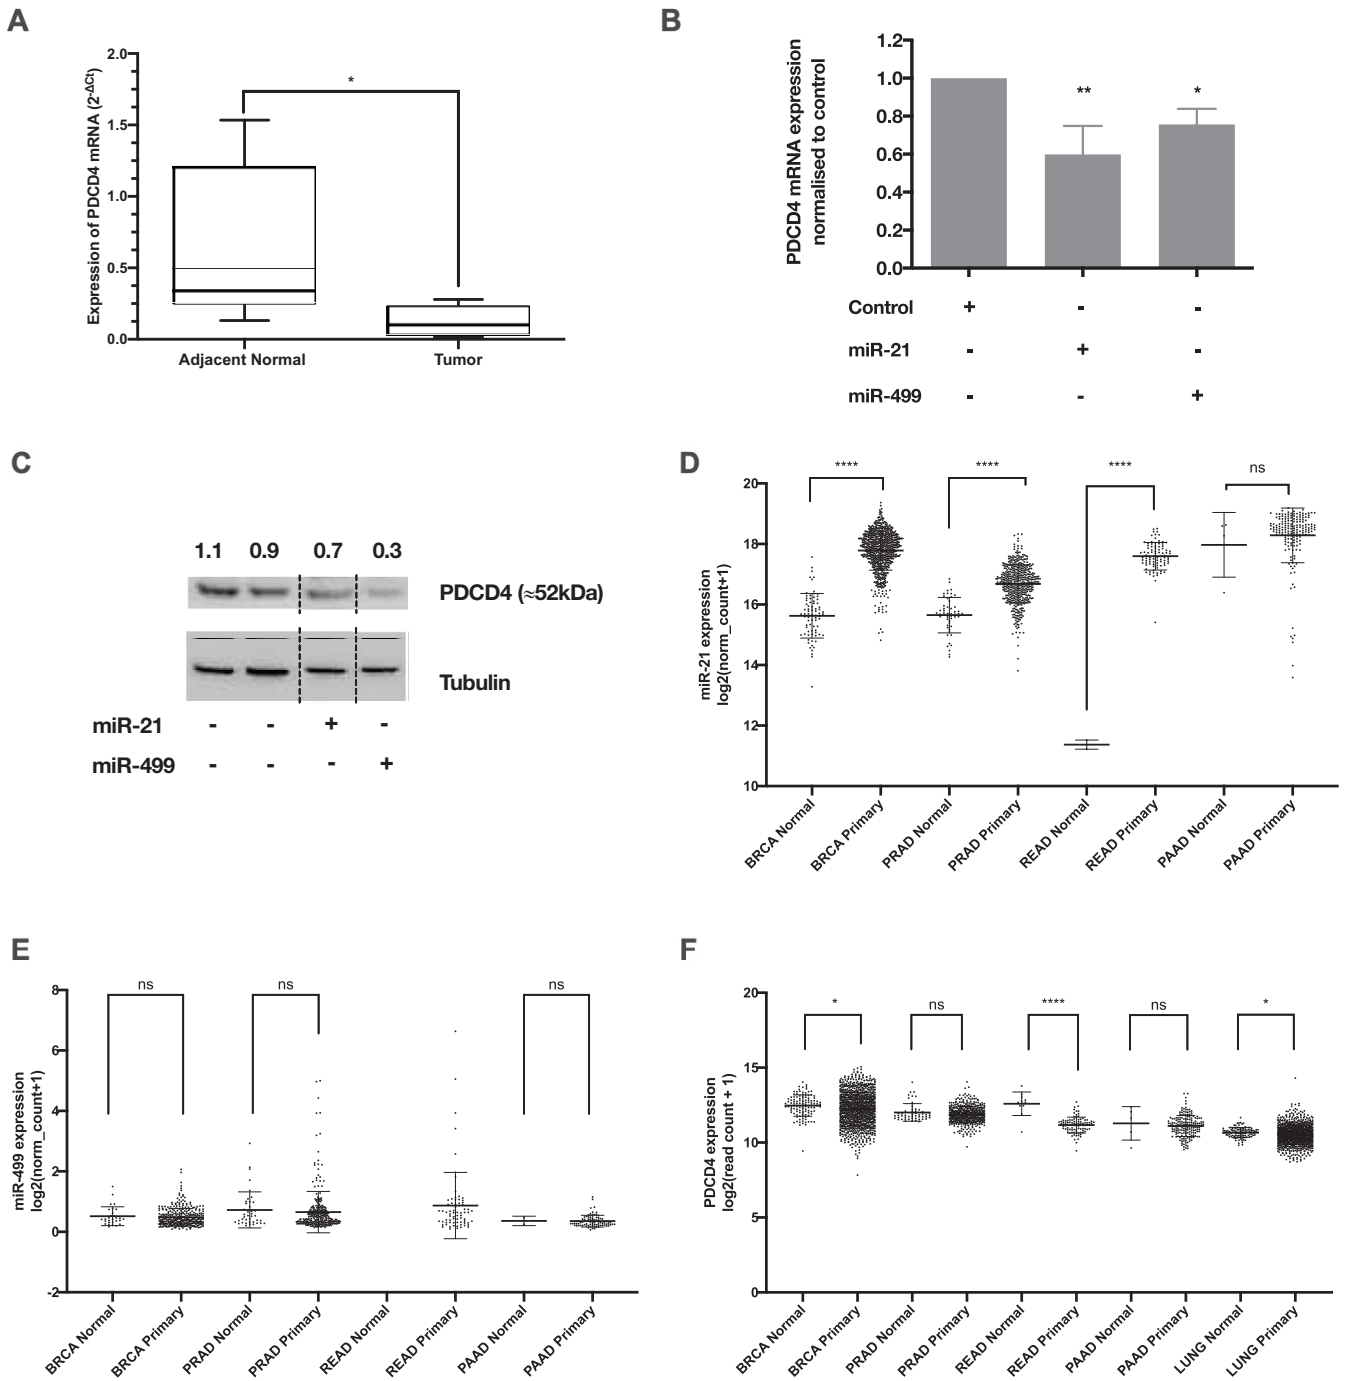 A
Expression of PDCD4 mRNA (2-ΔCt)
2.0
1.5
1.0
0.5
0.0
*
Adjacent Normal
Tumor
B
PDCD4 mRNA expression
normalised to control
1.2
1.0
0.8
0.6
0.4
0.2
0.0
**
*
Control + - -
miR-21 - + -
miR-499 - - +
C
1.1 0.9 0.7 0.3
PDCD4 (≈52kDa)
Tubulin
miR-21 - - + -
miR-499 - - - +
D
miR-21 expression
log2(norm_count+1)
20
18
16
14
12
10
**** **** **** ns
BRCA Normal
BRCA Primary
PRAD Normal
PRAD Primary
READ Normal
READ Primary
PAAD Normal
PAAD Primary
E
miR-499 expression
log2(norm_count+1)
8
6
4
2
0
-2
ns ns ns
BRCA Normal
BRCA Primary
PRAD Normal
PRAD Primary
READ Normal
READ Primary
PAAD Normal
PAAD Primary
F
PDCD4 expression
log2(read count + 1)
20
15
10
5
0
* ns **** ns *
BRCA Normal
BRCA Primary
PRAD Normal
PRAD Primary
READ Normal
READ Primary
PAAD Normal
PAAD Primary
LUNG Normal
LUNG Primary